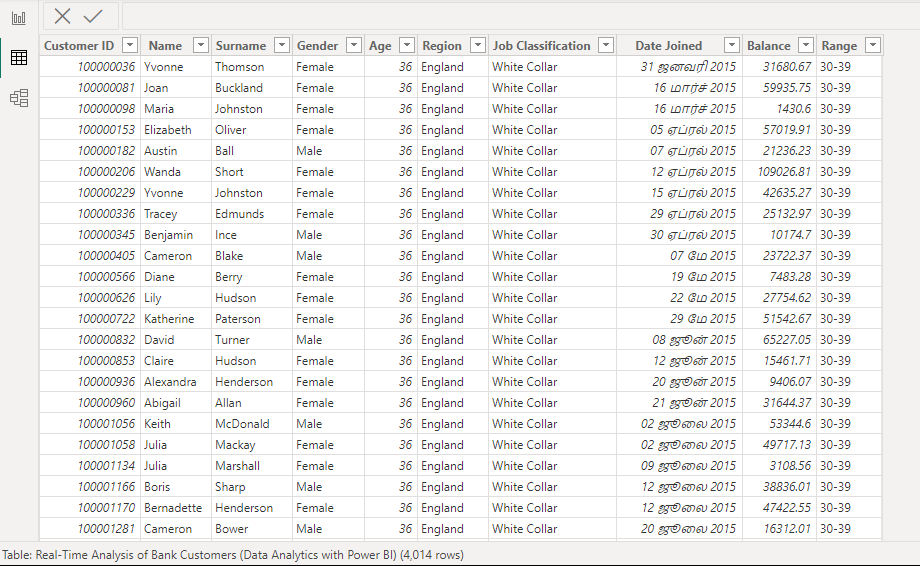 Customer ID Name Surname Gender Age Region Job Classification Date Joined Balance Range
100000036 Yvonne Thomson Female 36 England White Collar 31 ஜனவரி 2015 31680.67 30-39
100000081 Joan Buckland Female 36 England White Collar 16 மார்ச் 2015 59935.75 30-39
100000098 Maria Johnston Female 36 England White Collar 16 மார்ச் 2015 1430.6 30-39
100000153 Elizabeth Oliver Female 36 England White Collar 05 ஏப்ரல் 2015 57019.91 30-39
100000182 Austin Ball Male 36 England White Collar 07 ஏப்ரல் 2015 21236.23 30-39
100000206 Wanda Short Female 36 England White Collar 12 ஏப்ரல் 2015 109026.81 30-39
100000229 Yvonne Johnston Female 36 England White Collar 15 ஏப்ரல் 2015 42635.27 30-39
100000336 Tracey Edmunds Female 36 England White Collar 29 ஏப்ரல் 2015 25132.97 30-39
100000345 Benjamin Ince Male 36 England White Collar 30 ஏப்ரல் 2015 10174.7 30-39
100000405 Cameron Blake Male 36 England White Collar 07 மே 2015 23722.37 30-39
100000566 Diane Berry Female 36 England White Collar 19 மே 2015 7483.28 30-39
100000626 Lily Hudson Female 36 England White Collar 22 மே 2015 27754.62 30-39
100000722 Katherine Paterson Female 36 England White Collar 29 மே 2015 51542.67 30-39
100000832 David Turner Male 36 England White Collar 08 ஜூன் 2015 65227.05 30-39
100000853 Claire Hudson Female 36 England White Collar 12 ஜூன் 2015 15461.71 30-39
100000936 Alexandra Henderson Female 36 England White Collar 20 ஜூன் 2015 9406.07 30-39
100000960 Abigail Allan Female 36 England White Collar 21 ஜூன் 2015 31644.37 30-39
100001056 Keith McDonald Male 36 England White Collar 02 ஜூலை 2015 53344.6 30-39
100001058 Julia Mackay Female 36 England White Collar 02 ஜூலை 2015 49717.13 30-39
100001134 Julia Marshall Female 36 England White Collar 09 ஜூலை 2015 3108.56 30-39
100001166 Boris Sharp Male 36 England White Collar 12 ஜூலை 2015 38836.01 30-39
100001170 Bernadette Henderson Female 36 England White Collar 12 ஜூலை 2015 47422.55 30-39
100001281 Cameron Bower Male 36 England White Collar 20 ஜூலை 2015 16312.01 30-39
Table: Real-Time Analysis of Bank Customers (Data Analytics with Power BI) (4,014 rows)